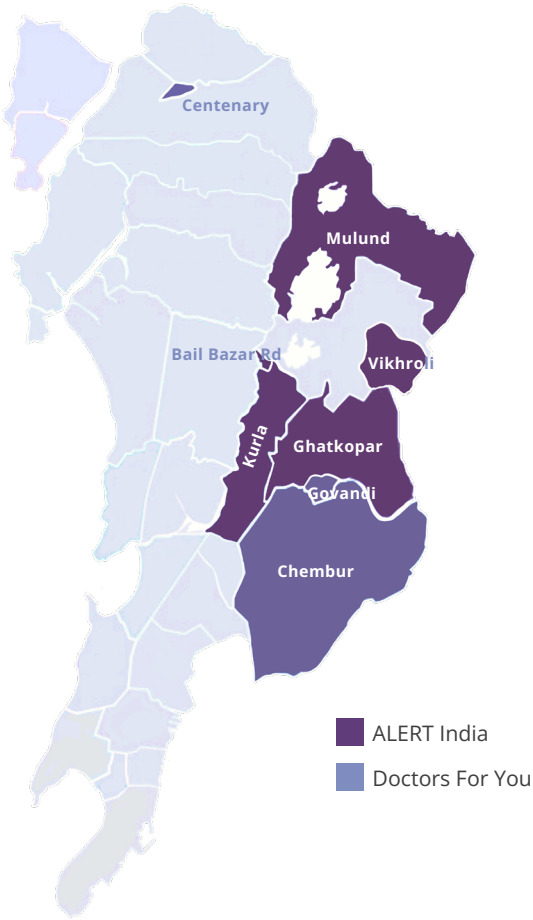 Centenary
Mulund
Bail Bazar Rd
Vikhroli
Kurla
Ghatkopar
Govandi
Chembur
ALERT India
Doctors For You